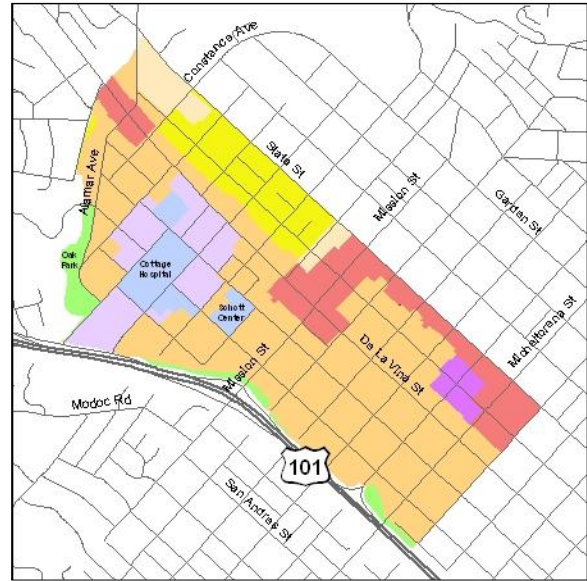 Constance Ave
State St
Mission St
Garden St
Alamar Ave
Oak
Park
Cottage
Hospital
Schott
Center
Micheltorena St
De La Vina St
Mission St
Modoc Rd
101
San Andres St